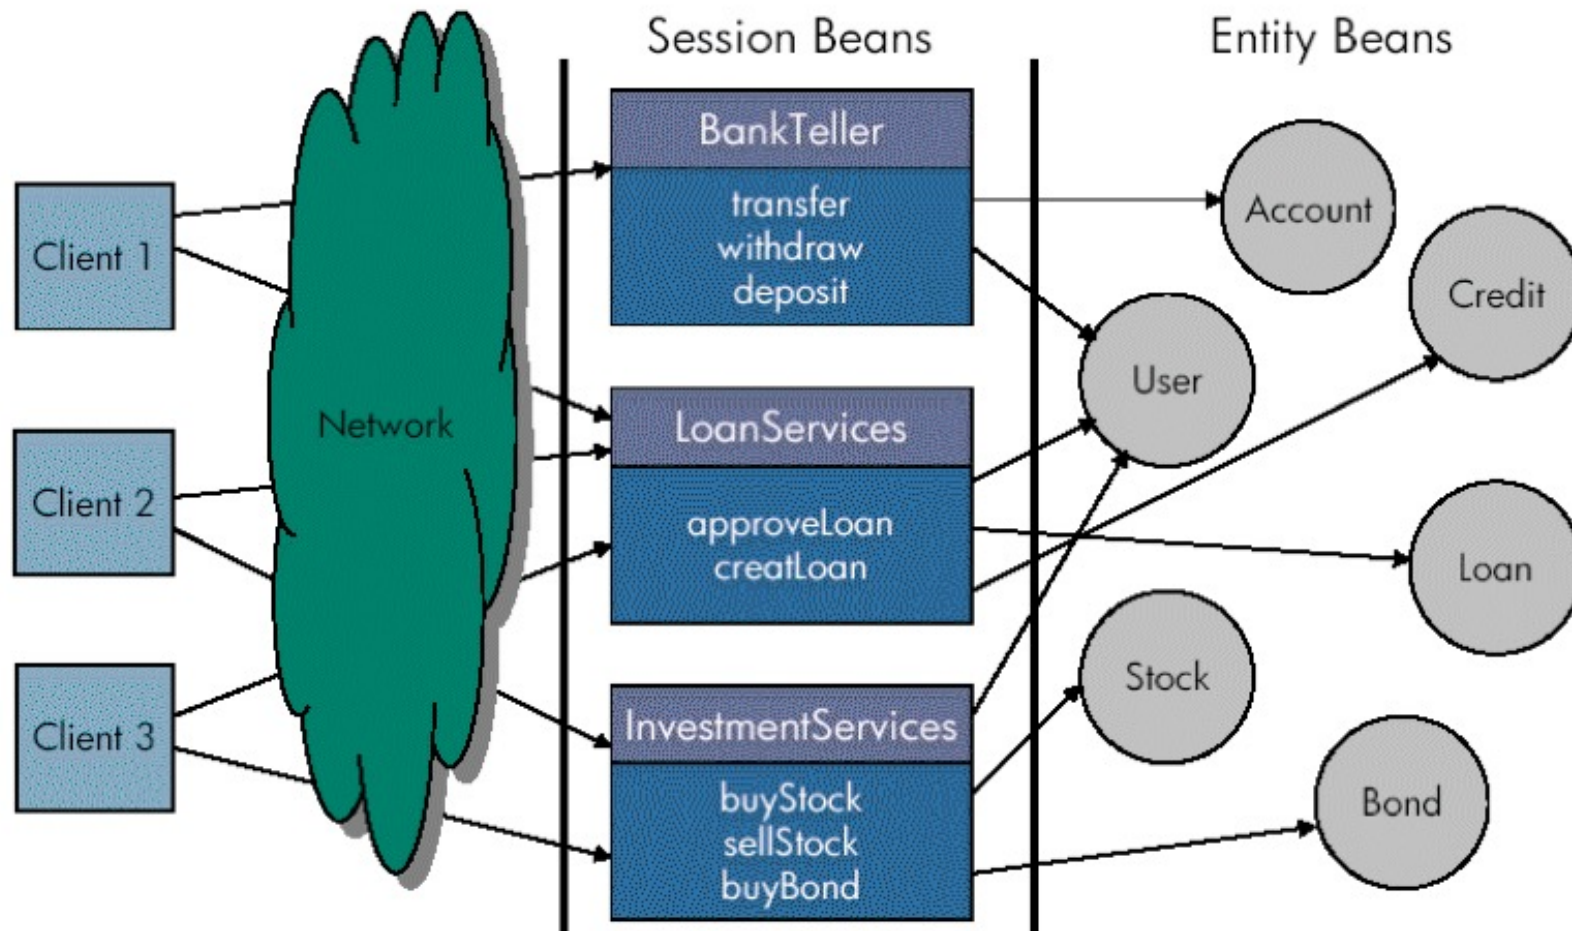 Session Beans
Entity Beans
Client 1
Client 2
Client 3
Network
BankTeller
transfer
withdraw
deposit
LoanServices
approveLoan
creatLoan
InvestmentServices
buyStock
sellStock
buyBond
Account
Credit
User
Loan
Stock
Bond